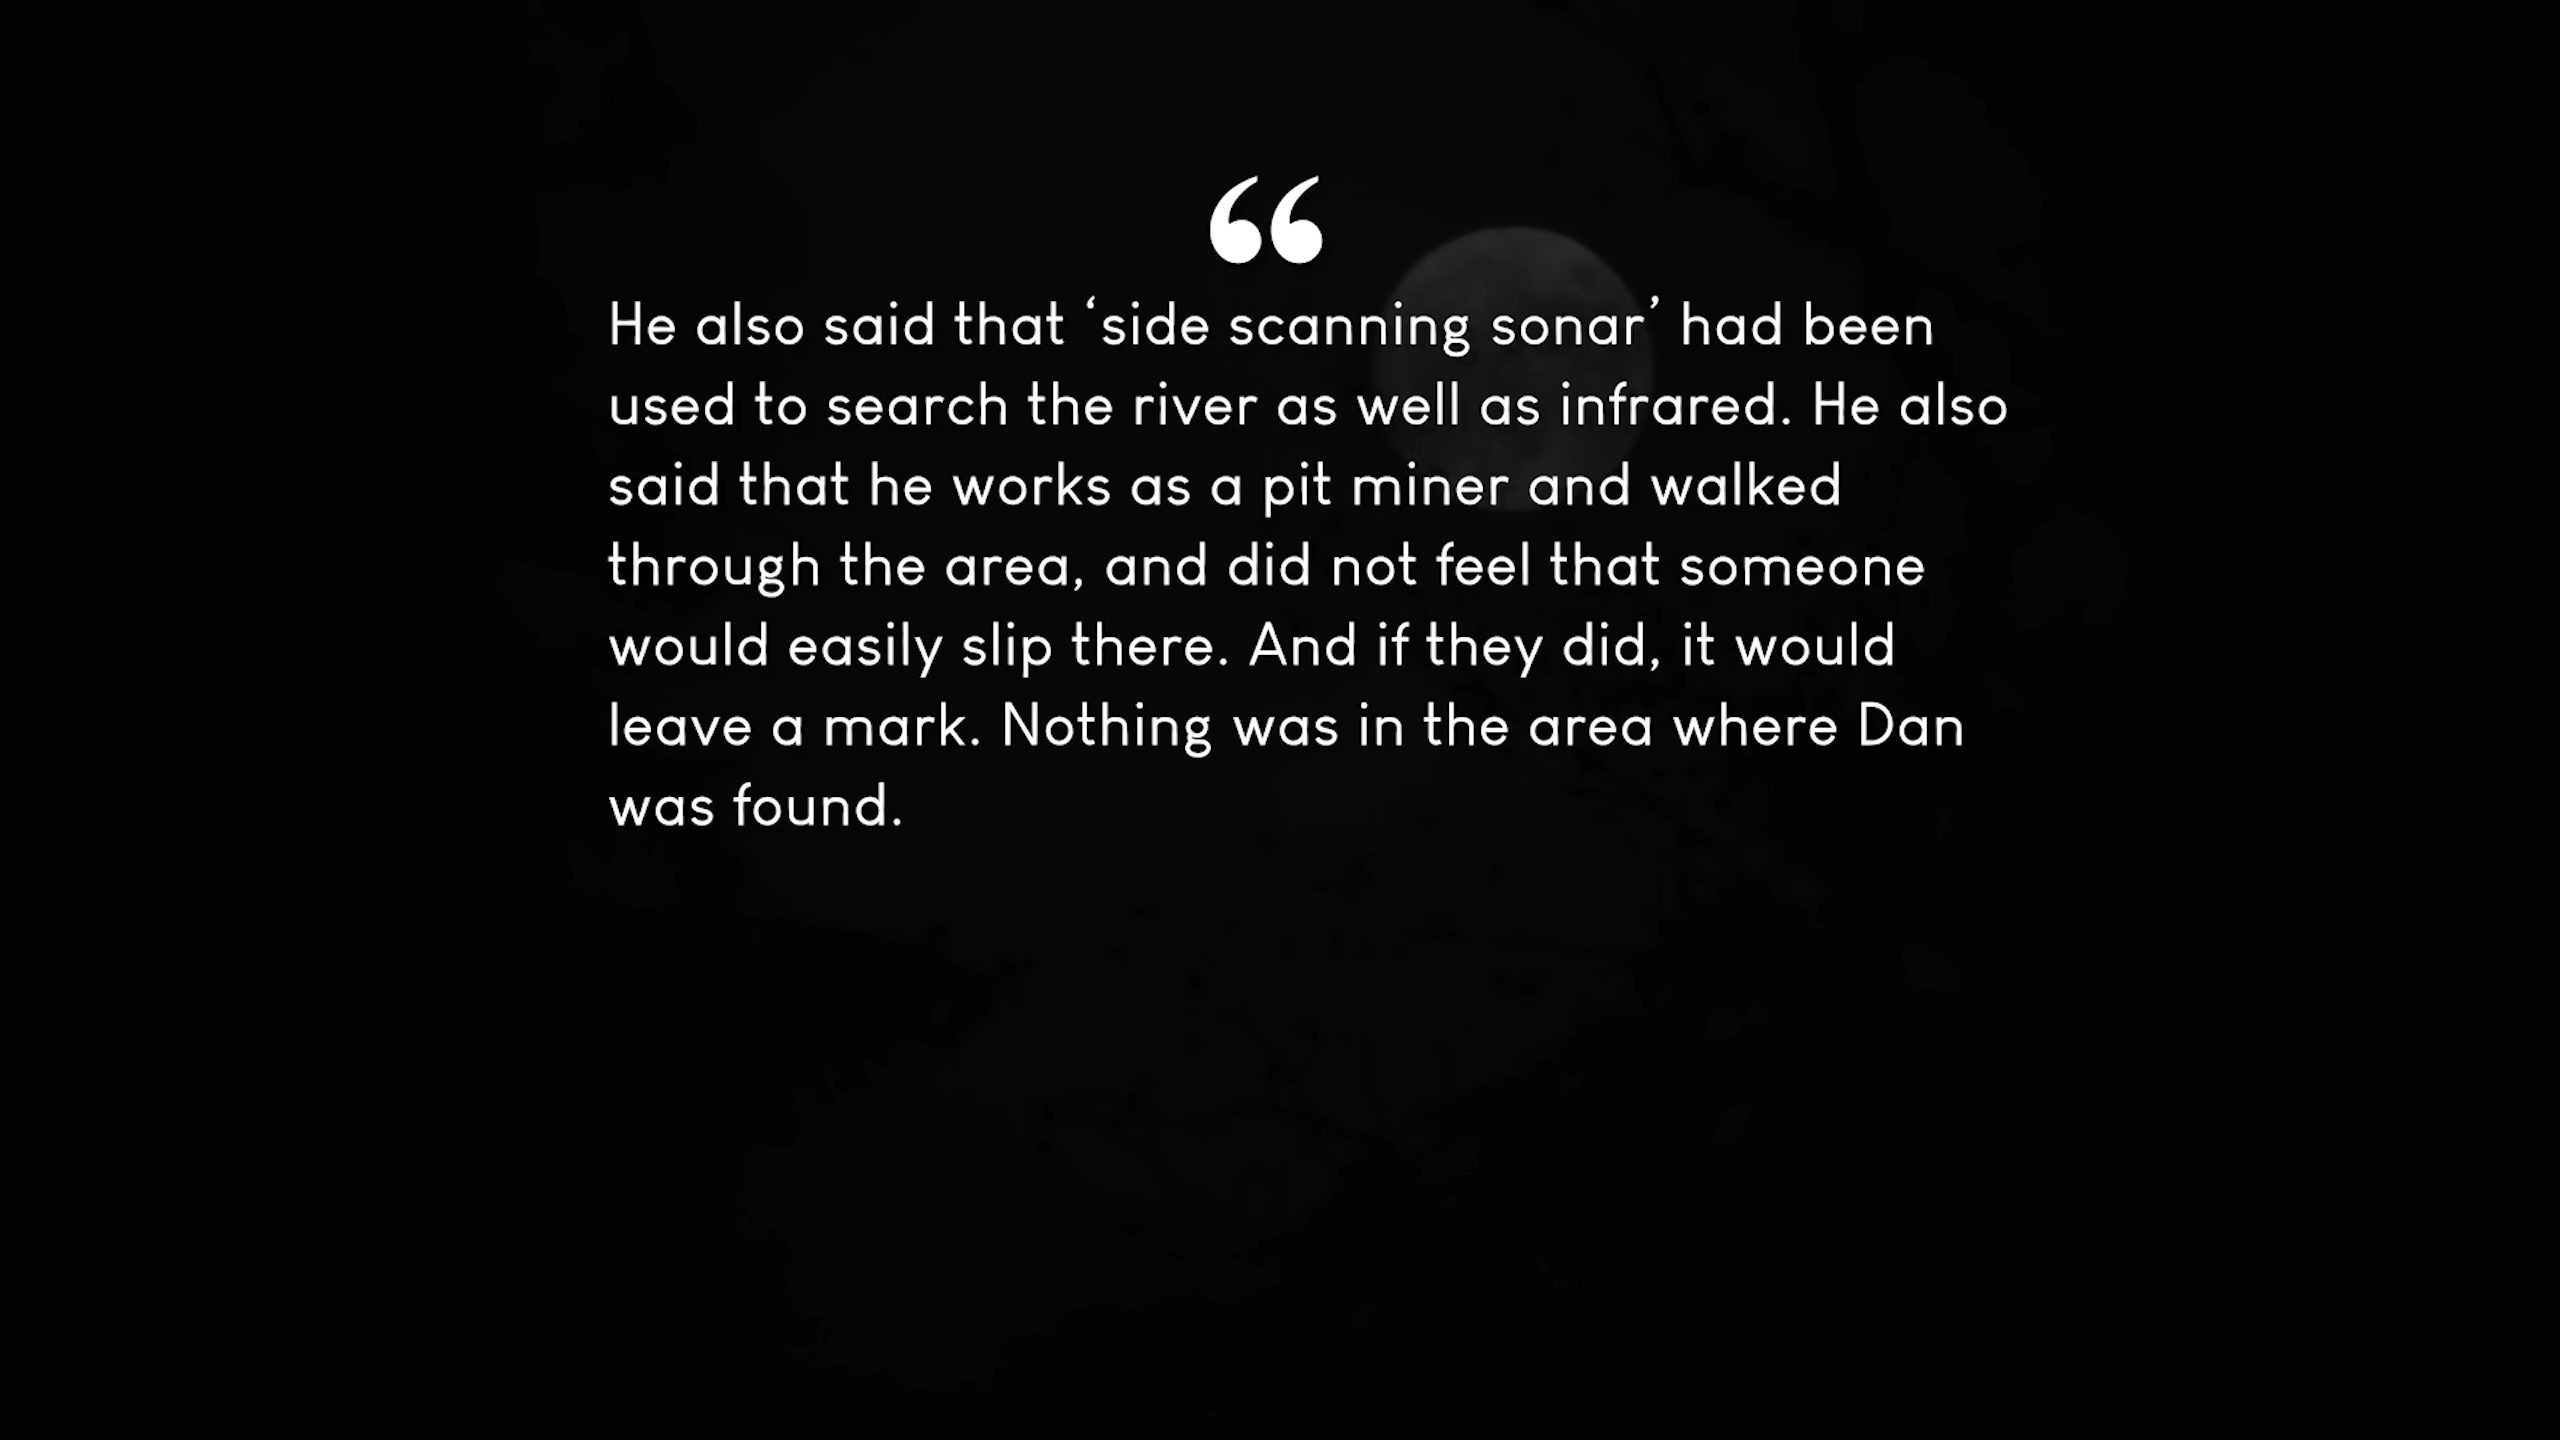 “
He also said that ‘side scanning sonar’ had been
used to search the river as well as infrared. He also
said that he works as a pit miner and walked
through the area, and did not feel that someone
would easily slip there. And if they did, it would
leave a mark. Nothing was in the area where Dan
was found.